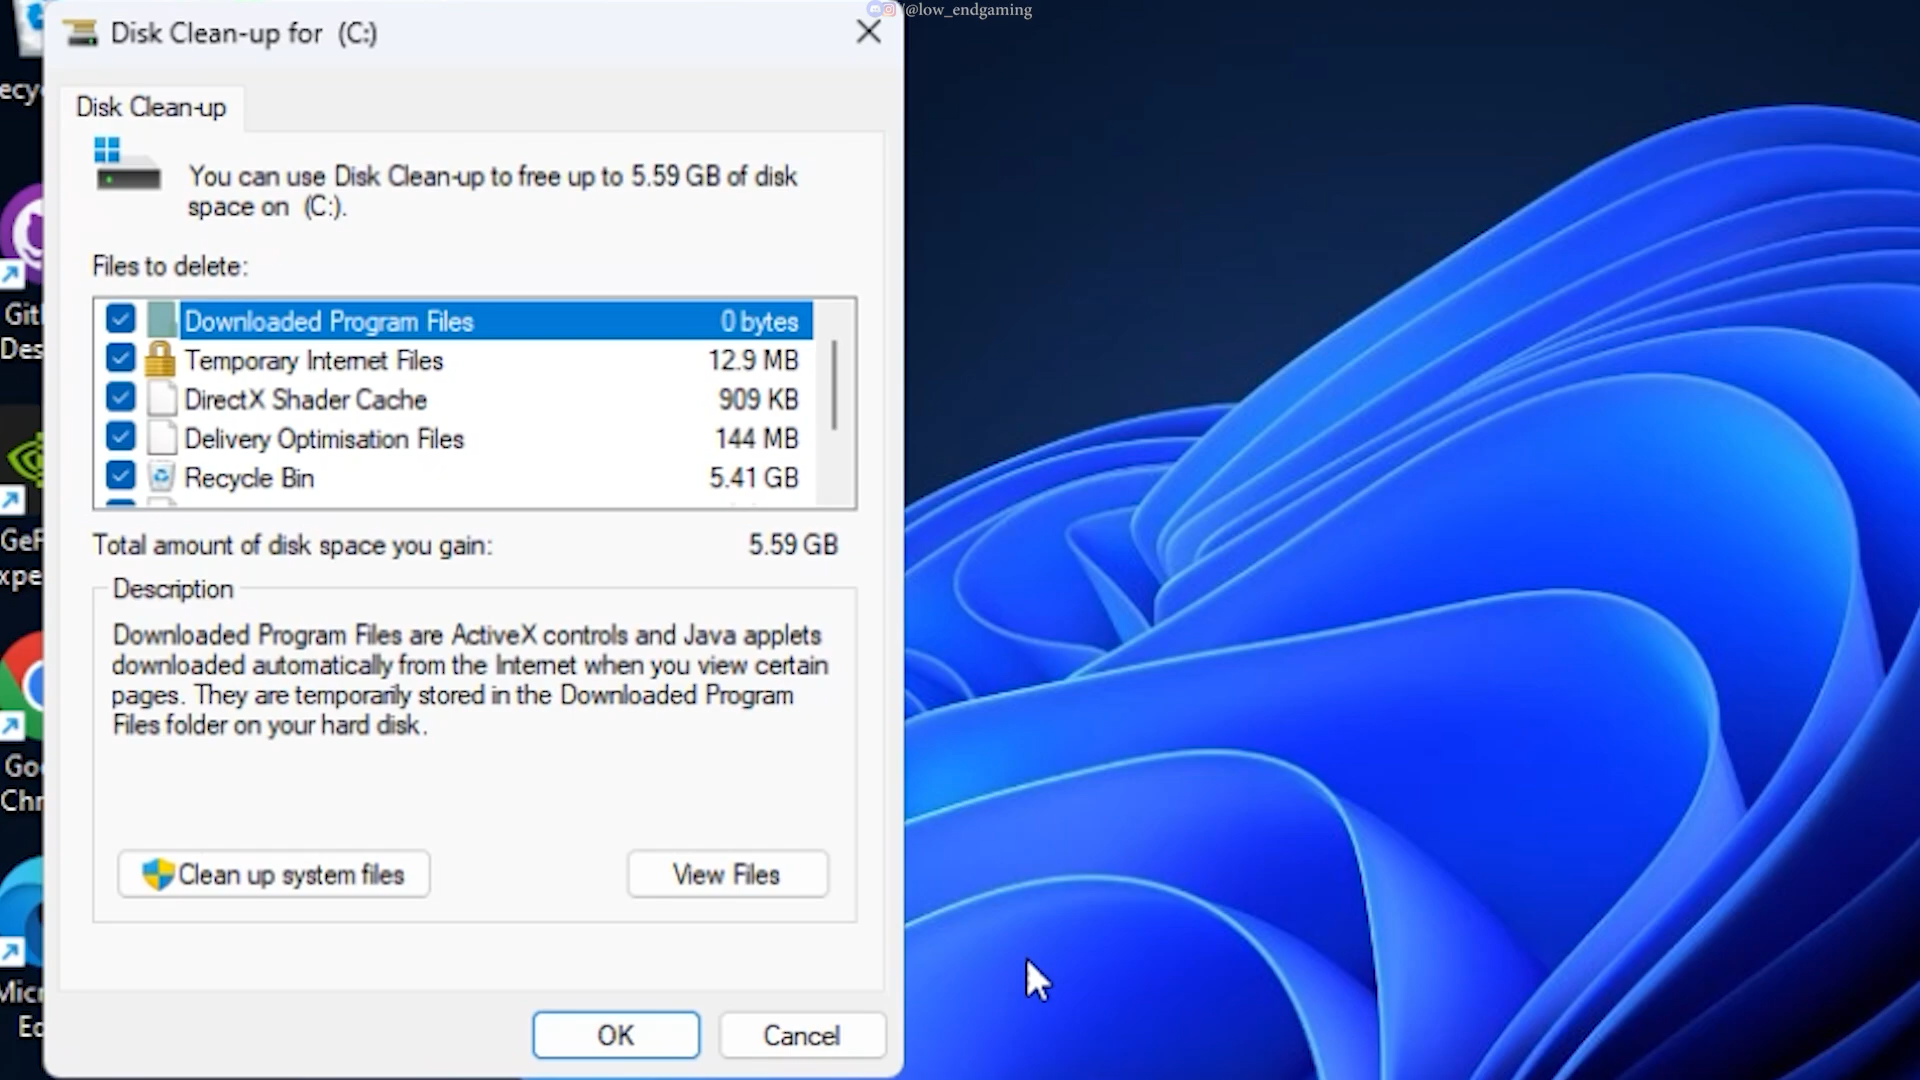 /@low_endgaming
Disk Clean-up for (C:)
Disk Clean-up
You can use Disk Clean-up to free up to 5.59 GB of disk
space on (C:).
Files to delete:
Downloaded Program Files 0 bytes
Temporary Internet Files 12.9 MB
DirectX Shader Cache 909 KB
Delivery Optimisation Files 144 MB
Recycle Bin 5.41 GB
Total amount of disk space you gain: 5.59 GB
Description
Downloaded Program Files are ActiveX controls and Java applets
downloaded automatically from the Internet when you view certain
pages. They are temporarily stored in the Downloaded Program
Files folder on your hard disk.
Clean up system files
View Files
OK
Cancel